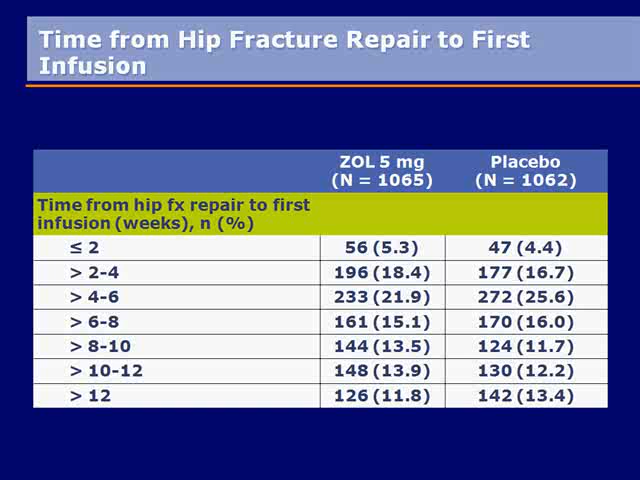 Time from Hip Fracture Repair to First
Infusion
ZOL 5 mg Placebo
(N = 1065) (N = 1062)
Time from hip fx repair to first
infusion (weeks), n (%)
≤ 2 56 (5.3) 47 (4.4)
> 2-4 196 (18.4) 177 (16.7)
> 4-6 233 (21.9) 272 (25.6)
> 6-8 161 (15.1) 170 (16.0)
> 8-10 144 (13.5) 124 (11.7)
> 10-12 148 (13.9) 130 (12.2)
> 12 126 (11.8) 142 (13.4)